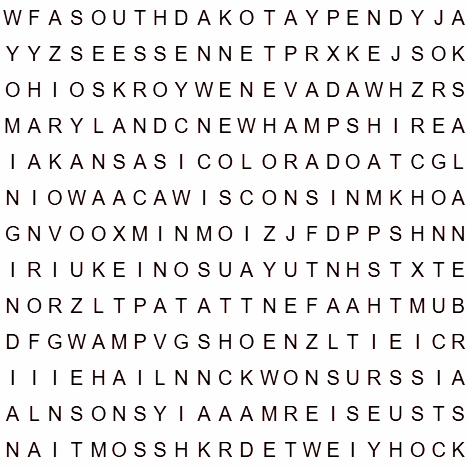 W F A S O U T H D A K O T A Y P E N D Y J A
Y Y Z S E E S S E N N E T P R X K E J S O K
O H I O S K R O Y W E N E V A D A W H Z R S
M A R Y L A N D C N E W H A M P S H I R E A
I A K A N S A S I C O L O R A D O A T C G L
N I O W A A C A W I S C O N S I N M K H O A
G N V O O X M I N M O I Z J F D P P S H N N
I R I U K E I N O S U A Y U T N H S T X T E
N O R Z L T P A T A T T N E F A A H T M U B
D F G W A M P V G S H O E N Z L T I E I C R
I I I E H A I L N N C K W O N S U R S S I A
A L N S O N S Y I A A A M R E I S E U S T S
N A I T M O S S H K R D E T W E I Y H O C K